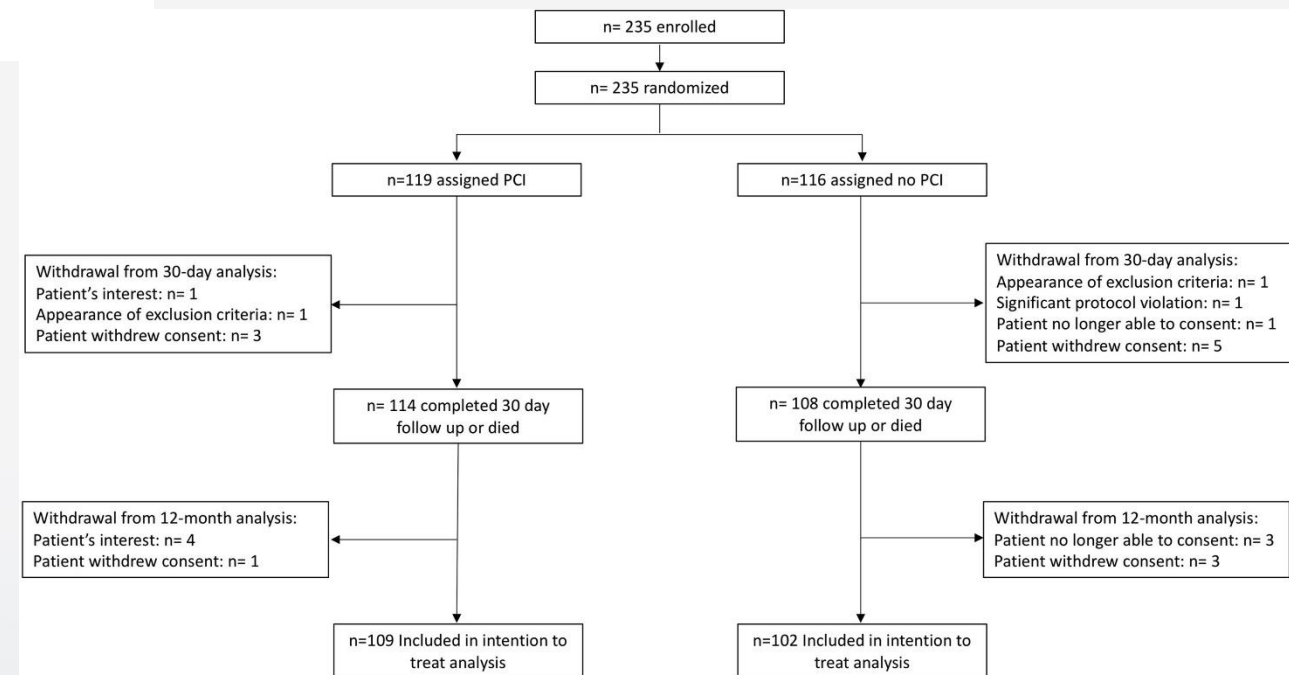 n= 235 enrolled
n= 235 randomized
n=119 assigned PCI
n=116 assigned no PCI
Withdrawal from 30-day analysis:
Patient's interest: n= 1
Appearance of exclusion criteria: n= 1
Patient withdrew consent: n= 3
Withdrawal from 30-day analysis:
Appearance of exclusion criteria: n= 1
Significant protocol violation: n= 1
Patient no longer able to consent: n= 1
Patient withdrew consent: n= 5
n= 114 completed 30 day
follow up or died
n= 108 completed 30 day
follow up or died
Withdrawal from 12-month analysis:
Patient's interest: n= 4
Patient withdrew consent: n= 1
Withdrawal from 12-month analysis:
Patient no longer able to consent: n= 3
Patient withdrew consent: n= 3
n=109 Included in intention to
treat analysis
n=102 Included in intention to
treat analysis